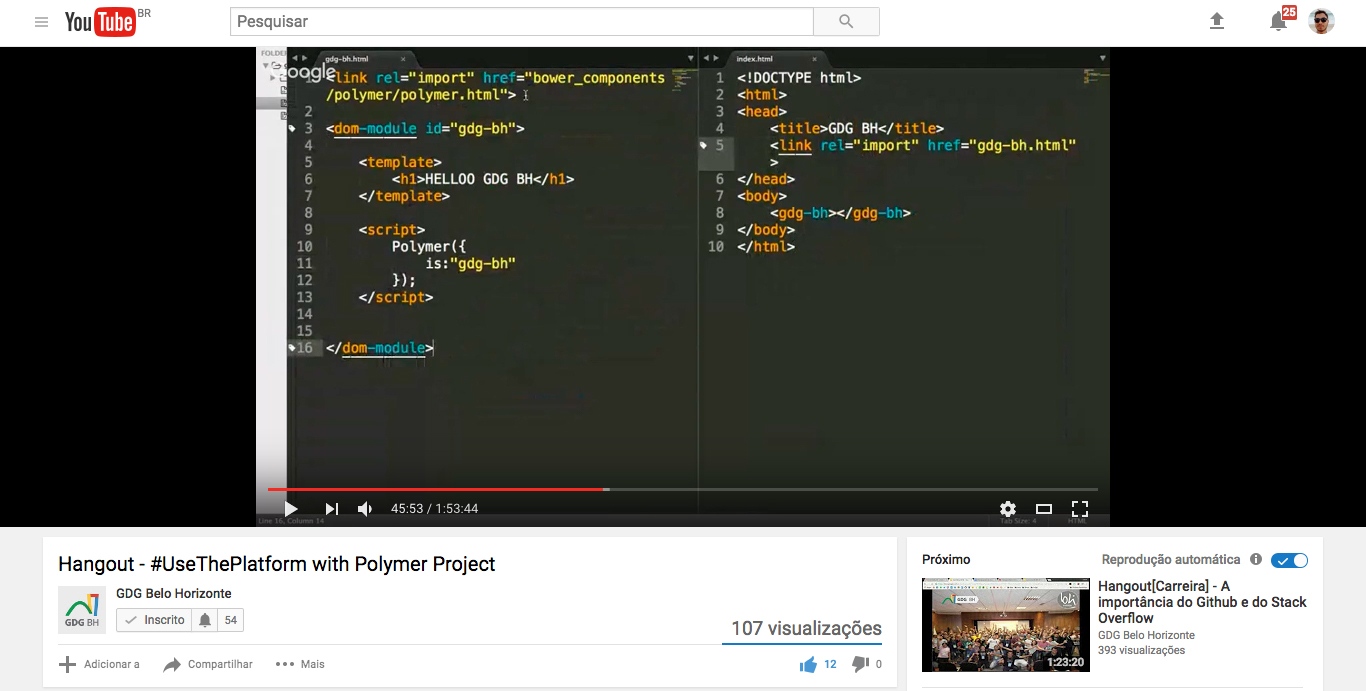 YouTube BR
Pesquisar
25
FOLDER
gdg-bh.html
oogle
1 <link rel="import" href="bower_components
/polymer/polymer.html">
2
3 <dom-module id="gdg-bh">
4
5 <template>
6 <h1>HELLOO GDG BH</h1>
7 </template>
8
9 <script>
10 Polymer({
11 is:"gdg-bh"
12 });
13 </script>
14
15
16 </dom-module>
index.html
1 <!DOCTYPE html>
2 <html>
3 <head>
4 <title>GDG BH</title>
5 <link rel="import" href="gdg-bh.html"
>
6 </head>
7 <body>
8 <gdg-bh></gdg-bh>
9 </body>
10 </html>
45:53 / 1:53:44
Line 16, Column 14
Tab Size: 4
HTML
Hangout - #UseThePlatform with Polymer Project
GDG BH
GDG Belo Horizonte
Inscrito 54
107 visualizações
Adicionar a
Compartilhar
Mais
12
0
Próximo
Reprodução automática
GDG BH
1:23:20
Hangout[Carreira] - A
importância do Github e do Stack
Overflow
GDG Belo Horizonte
393 visualizações